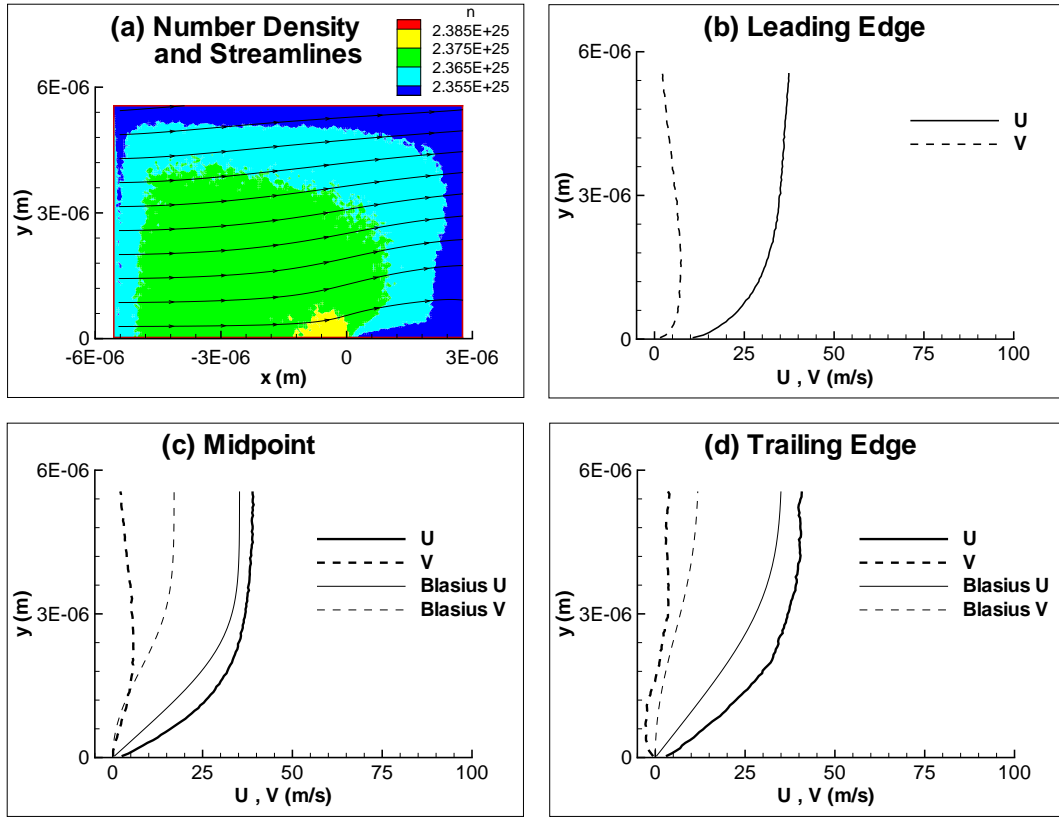 (a) Number Density
and Streamlines
n
2.385E+25
2.375E+25
2.365E+25
2.355E+25
6E-06
3E-06
0
y (m)
-6E-06
-3E-06
0
3E-06
x (m)
(b) Leading Edge
6E-06
3E-06
0
y (m)
U
V
0
25
50
75
100
U , V (m/s)
(c) Midpoint
6E-06
3E-06
0
y (m)
U
V
Blasius U
Blasius V
0
25
50
75
100
U , V (m/s)
(d) Trailing Edge
6E-06
3E-06
0
y (m)
U
V
Blasius U
Blasius V
0
25
50
75
100
U , V (m/s)